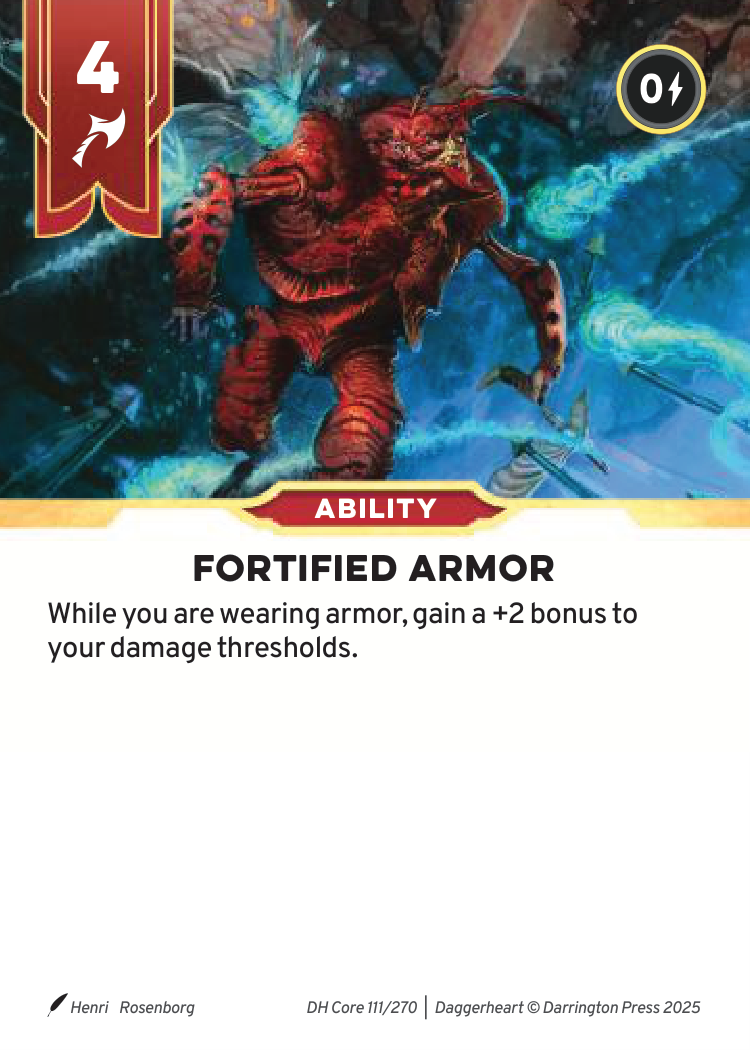 4
0
ABILITY
FORTIFIED ARMOR
While you are wearing armor, gain a +2 bonus to
your damage thresholds.
Henri Rosenborg
DH Core 111/270 | Daggerheart © Darrington Press 2025